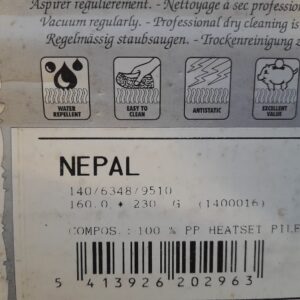 Aspirer régulièrement. - Nettoyage à sec profession
Vacuum regularly. - Professional dry cleaning is
Regelmässig staubsaugen. - Trockenreinigung
WATER REPELLENT
EASY TO CLEAN
ANTISTATIC
EXCELLENT VALUE
NEPAL
140/6348/9510
160.0 * 230 G (1400016)
COMPOS.: 100 % PP HEATSET PILE
5 413926 202963